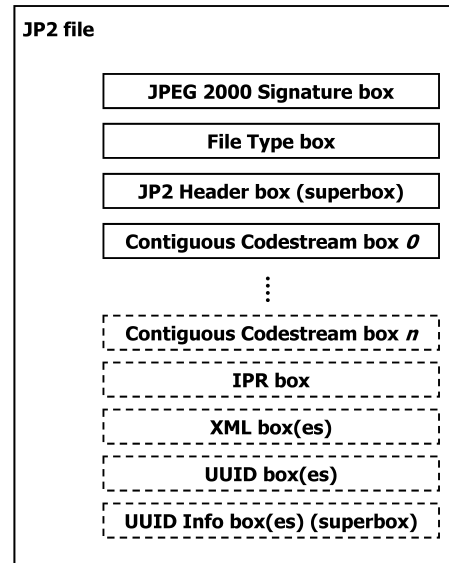 JP2 file
JPEG 2000 Signature box
File Type box
JP2 Header box (superbox)
Contiguous Codestream box 0
Contiguous Codestream box n
IPR box
XML box(es)
UUID box(es)
UUID Info box(es) (superbox)